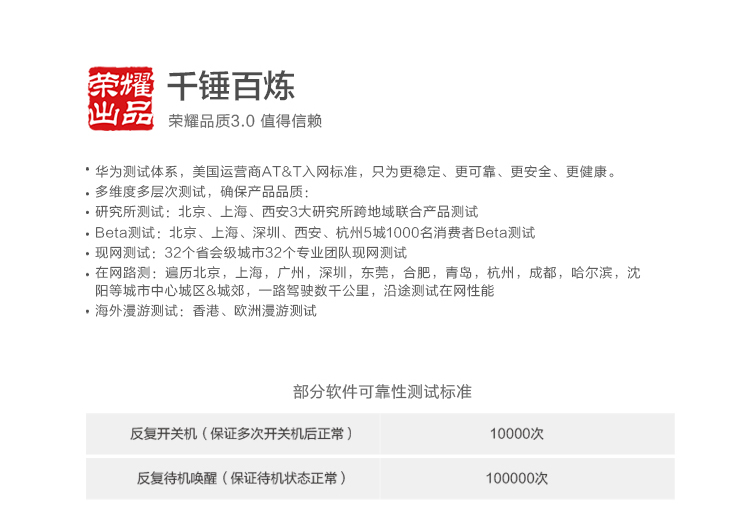 荣耀
出品
千锤百炼
荣耀品质3.0 值得信赖
• 华为测试体系，美国运营商AT&T入网标准，只为更稳定、更可靠、更安全、更健康。
• 多维度多层次测试，确保产品品质：
• 研究所测试：北京、上海、西安3大研究所跨地域联合产品测试
• Beta测试：北京、上海、深圳、西安、杭州5城1000名消费者Beta测试
• 现网测试：32个省会级城市32个专业团队现网测试
• 在网路测：遍历北京，上海，广州，深圳，东莞，合肥，青岛，杭州，成都，哈尔滨，沈
阳等城市中心城区&城郊，一路驾驶数千公里，沿途测试在网性能
• 海外漫游测试：香港、欧洲漫游测试
部分软件可靠性测试标准
反复开关机（保证多次开关机后正常） 10000次
反复待机唤醒（保证待机状态正常） 100000次